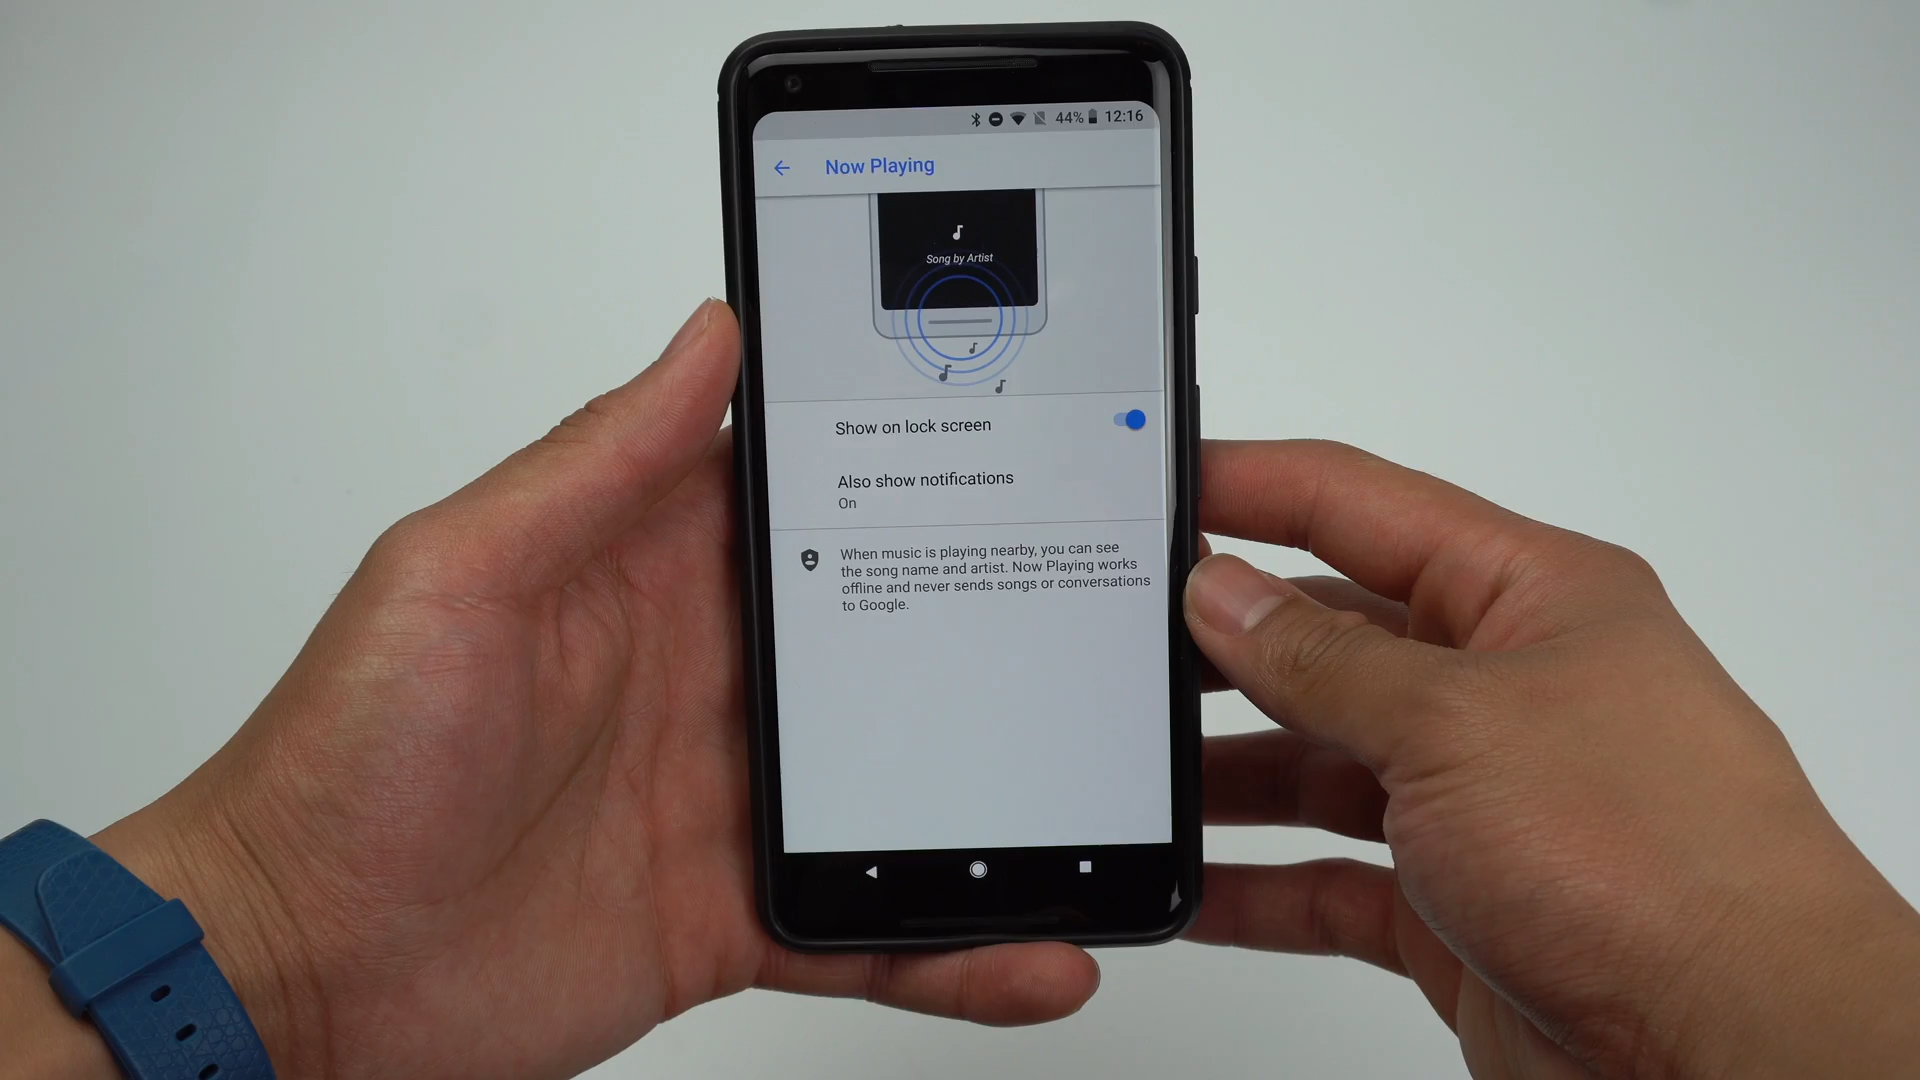 44% 12:16
Now Playing
Song by Artist
Show on lock screen
Also show notifications
On
When music is playing nearby, you can see
the song name and artist. Now Playing works
offline and never sends songs or conversations
to Google.